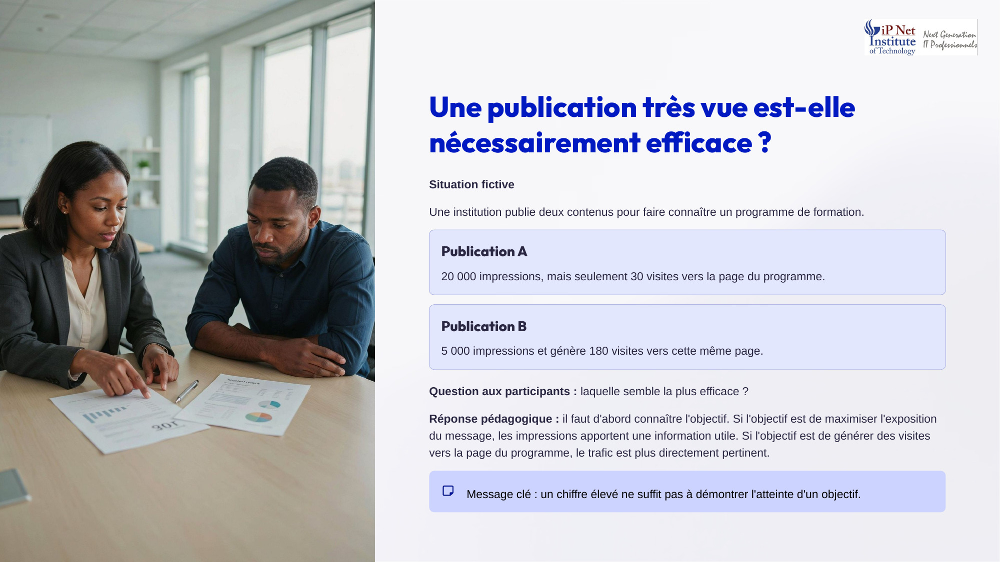 iP Net
Institute
of Technology
Next Generation
IT Professionnels
Une publication très vue est-elle
nécessairement efficace ?
Situation fictive
Une institution publie deux contenus pour faire connaître un programme de formation.
Publication A
20 000 impressions, mais seulement 30 visites vers la page du programme.
Publication B
5 000 impressions et génère 180 visites vers cette même page.
Question aux participants : laquelle semble la plus efficace ?
Réponse pédagogique : il faut d'abord connaître l'objectif. Si l'objectif est de maximiser l'exposition
du message, les impressions apportent une information utile. Si l'objectif est de générer des visites
vers la page du programme, le trafic est plus directement pertinent.
Message clé : un chiffre élevé ne suffit pas à démontrer l'atteinte d'un objectif.